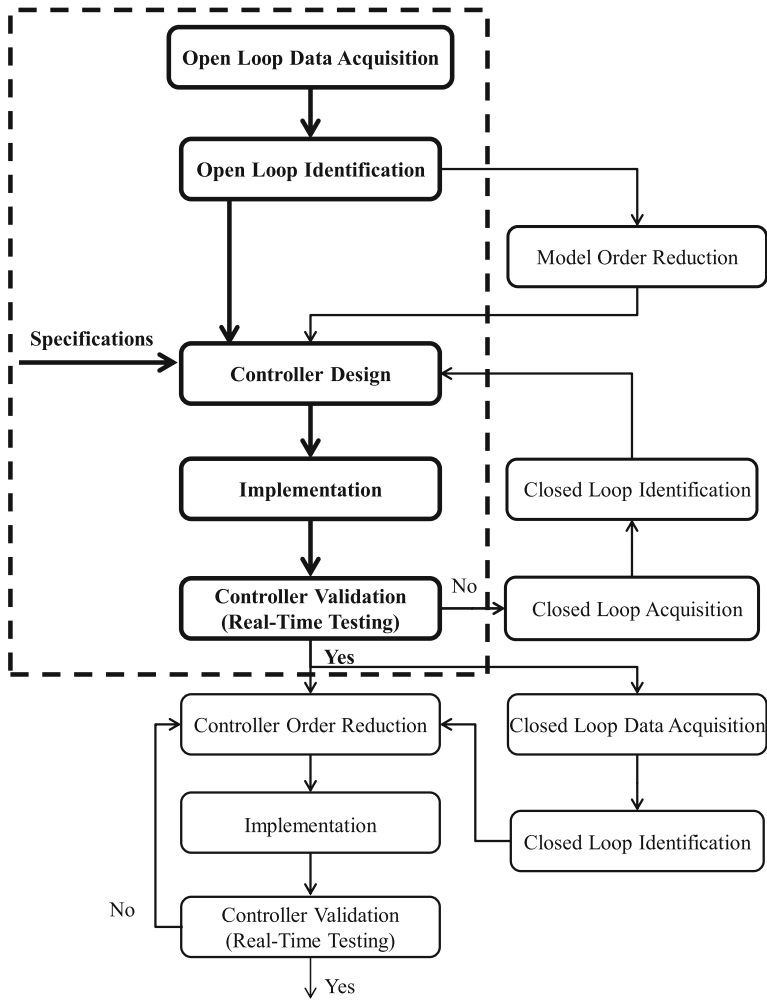 Open Loop Data Acquisition
Open Loop Identification
Model Order Reduction
Specifications
Controller Design
Implementation
Closed Loop Identification
Controller Validation
(Real-Time Testing)
No
Closed Loop Acquisition
Yes
Controller Order Reduction
Closed Loop Data Acquisition
Implementation
Closed Loop Identification
No
Controller Validation
(Real-Time Testing)
Yes